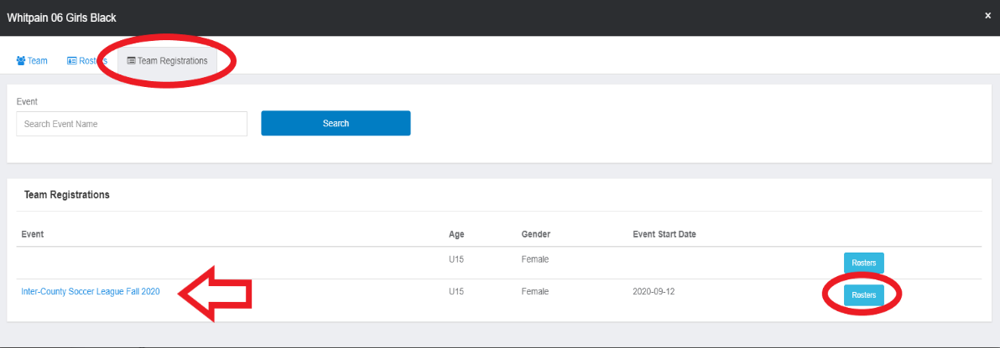 Whitpain 06 Girls Black x
Team Rosters Team Registrations
Event
Search Event Name Search
Team Registrations
Event Age Gender Event Start Date
U15 Female Rosters
Inter-County Soccer League Fall 2020 U15 Female 2020-09-12 Rosters